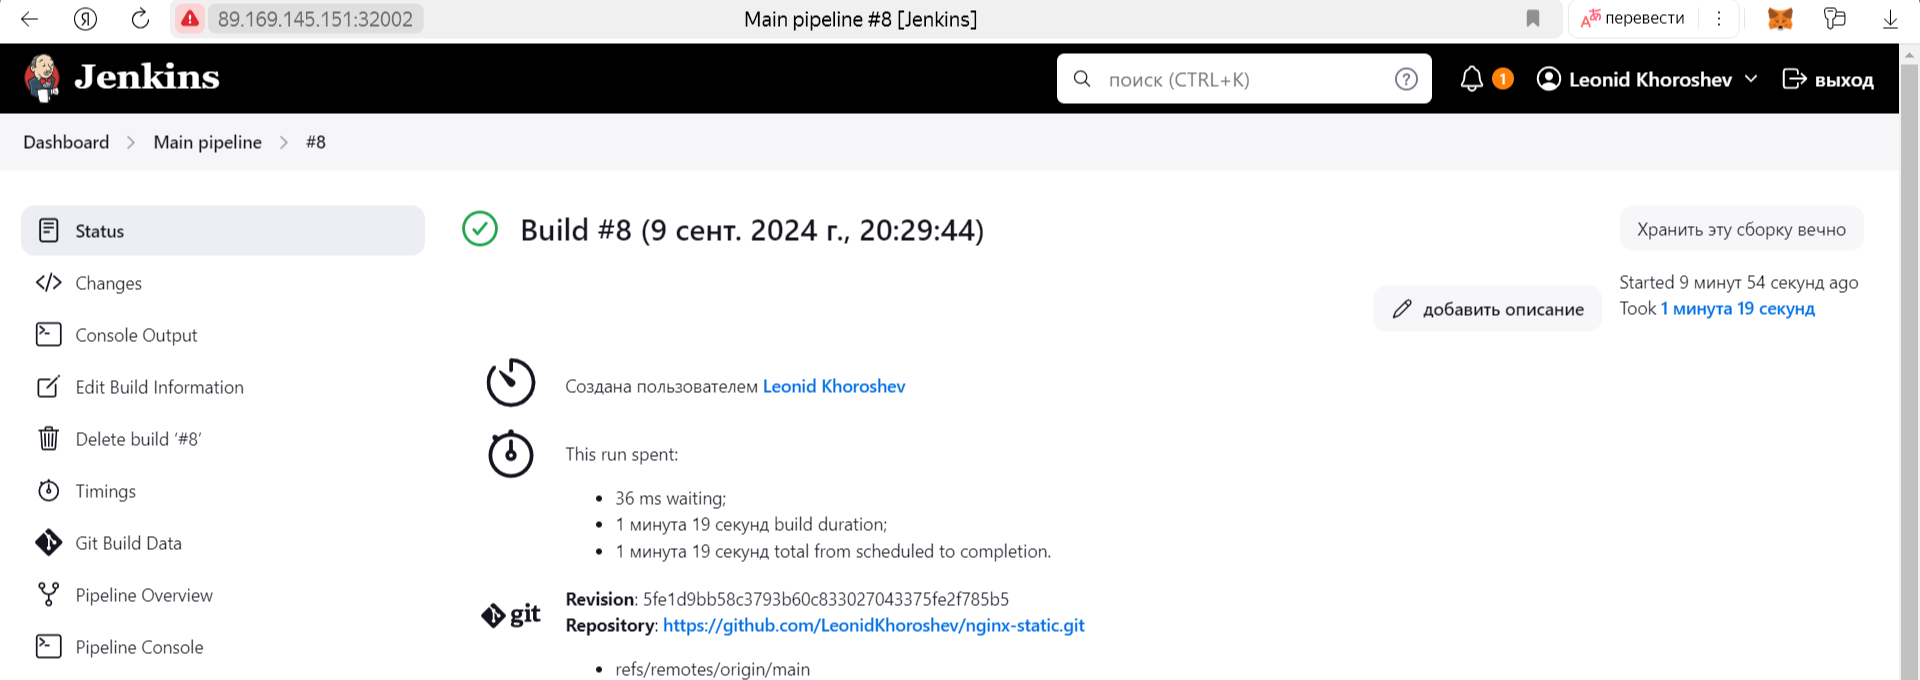 Я
89.169.145.151:32002
Main pipeline #8 [Jenkins]
перевести
Jenkins
поиск (CTRL+K)
1
Leonid Khoroshev
выход
Dashboard
Main pipeline
#8
Status
Changes
Console Output
Edit Build Information
Delete build ‘#8’
Timings
Git Build Data
Pipeline Overview
Pipeline Console
Build #8 (9 сент. 2024 г., 20:29:44)
Хранить эту сборку вечно
добавить описание
Started 9 минут 54 секунд ago
Took 1 минута 19 секунд
Создана пользователем Leonid Khoroshev
This run spent:
36 ms waiting;
1 минута 19 секунд build duration;
1 минута 19 секунд total from scheduled to completion.
git
Revision: 5fe1d9bb58c3793b60c833027043375fe2f785b5
Repository: https://github.com/LeonidKhoroshev/nginx-static.git
refs/remotes/origin/main